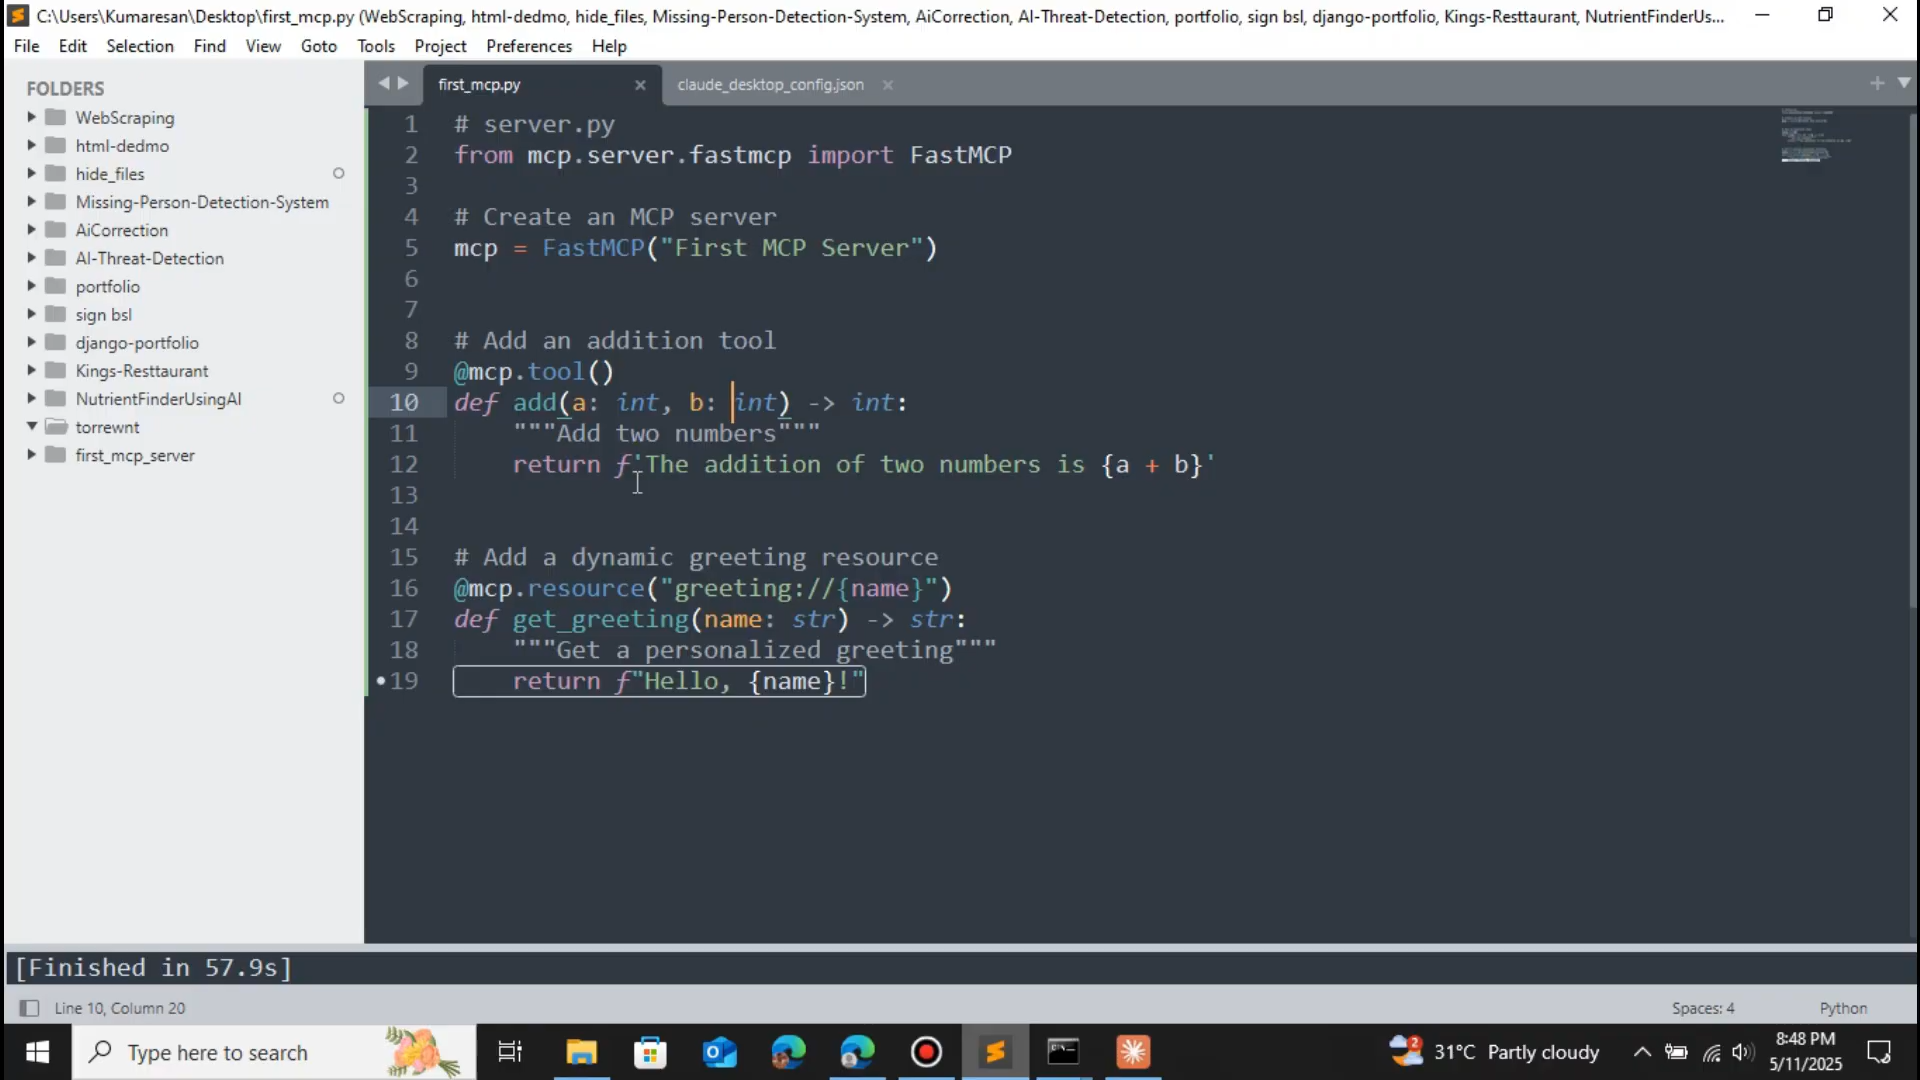 C:\Users\Kumaresan\Desktop\first_mcp.py (WebScraping, html-dedmo, hide_files, Missing-Person-Detection-System, AiCorrection, AI-Threat-Detection, portfolio, sign bsl, django-portfolio, Kings-Resttaurant, NutrientFinderUs...
File Edit Selection Find View Goto Tools Project Preferences Help
FOLDERS
WebScraping
html-dedmo
hide_files
Missing-Person-Detection-System
AiCorrection
AI-Threat-Detection
portfolio
sign bsl
django-portfolio
Kings-Resttaurant
NutrientFinderUsingAI
torrewnt
first_mcp_server
first_mcp.py
claude_desktop_config.json
1 # server.py
2 from mcp.server.fastmcp import FastMCP
3
4 # Create an MCP server
5 mcp = FastMCP("First MCP Server")
6
7
8 # Add an addition tool
9 @mcp.tool()
10 def add(a: int, b: int) -> int:
11 """Add two numbers"""
12 return f'The addition of two numbers is {a + b}'
13
14
15 # Add a dynamic greeting resource
16 @mcp.resource("greeting://{name}")
17 def get_greeting(name: str) -> str:
18 """Get a personalized greeting"""
19 return f"Hello, {name}!"
[Finished in 57.9s]
Line 10, Column 20
Spaces: 4
Python
Type here to search
2
31°C Partly cloudy
8:48 PM
5/11/2025